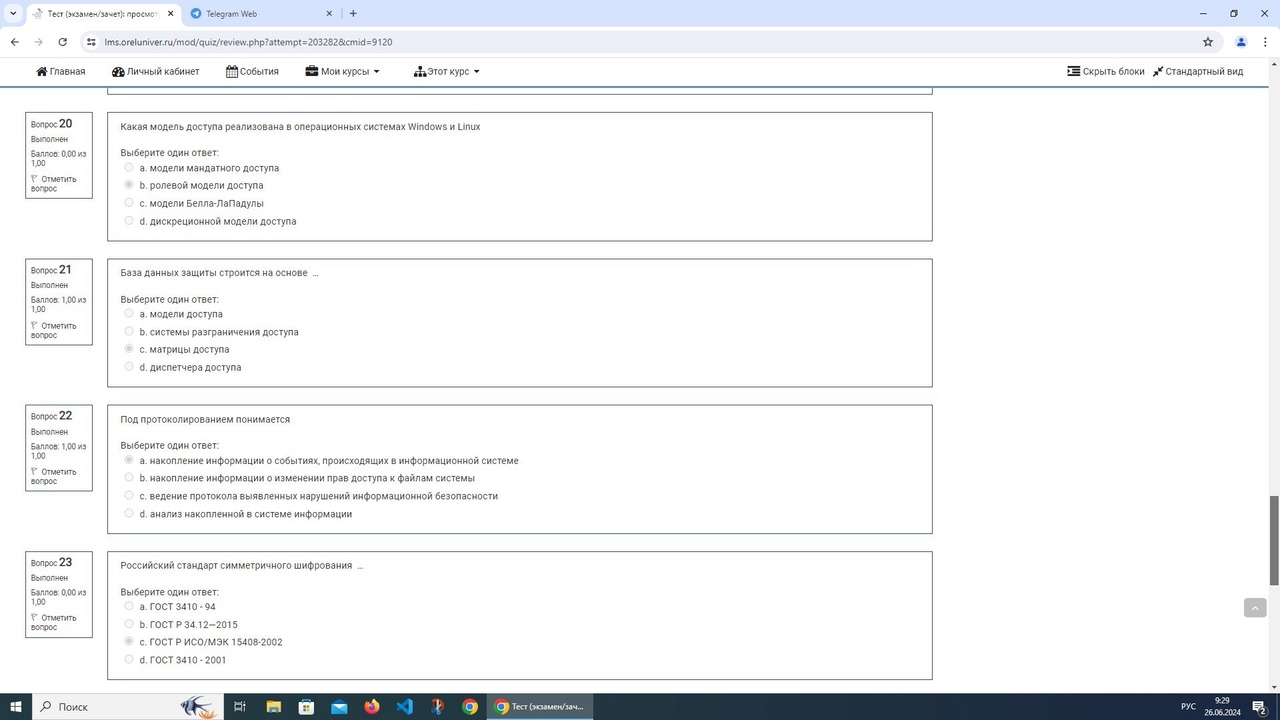 Тест (экзамен/зачет): просмот
Telegram Web
lms.oreluniver.ru/mod/quiz/review.php?attempt=203282&cmid=9120
Главная Личный кабинет События Мои курсы Этот курс Скрыть блоки Стандартный вид
Вопрос 20
Выполнен
Баллов: 0,00 из
1,00
Отметить
вопрос
Какая модель доступа реализована в операционных системах Windows и Linux
Выберите один ответ:
a. модели мандатного доступа
b. ролевой модели доступа
c. модели Белла-ЛаПадулы
d. дискреционной модели доступа
Вопрос 21
Выполнен
Баллов: 1,00 из
1,00
Отметить
вопрос
База данных защиты строится на основе ...
Выберите один ответ:
a. модели доступа
b. системы разграничения доступа
c. матрицы доступа
d. диспетчера доступа
Вопрос 22
Выполнен
Баллов: 1,00 из
1,00
Отметить
вопрос
Под протоколированием понимается
Выберите один ответ:
a. накопление информации о событиях, происходящих в информационной системе
b. накопление информации о изменении прав доступа к файлам системы
c. ведение протокола выявленных нарушений информационной безопасности
d. анализ накопленной в системе информации
Вопрос 23
Выполнен
Баллов: 0,00 из
1,00
Отметить
вопрос
Российский стандарт симметричного шифрования ...
Выберите один ответ:
a. ГОСТ 3410 - 94
b. ГОСТ Р 34.12—2015
c. ГОСТ Р ИСО/МЭК 15408-2002
d. ГОСТ 3410 - 2001
Поиск
Тест (экзамен/зач...
РУС
9:29
26.06.2024
2